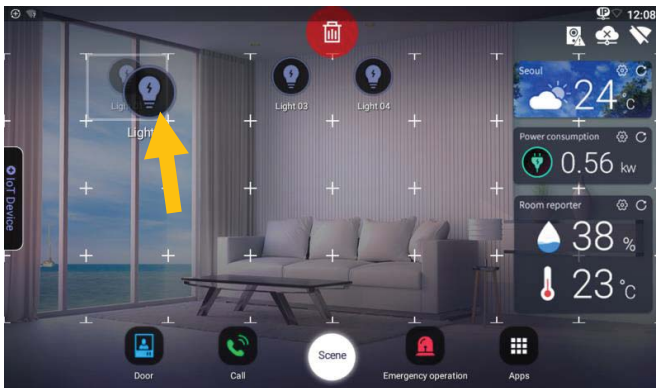 IP
12:08
Seoul
24 °c
Light
Light 03
Light 04
Power consumption
0.56 kw
IoT Device
Room reporter
38 %
23 °c
Door
Call
Scene
Emergency operation
Apps